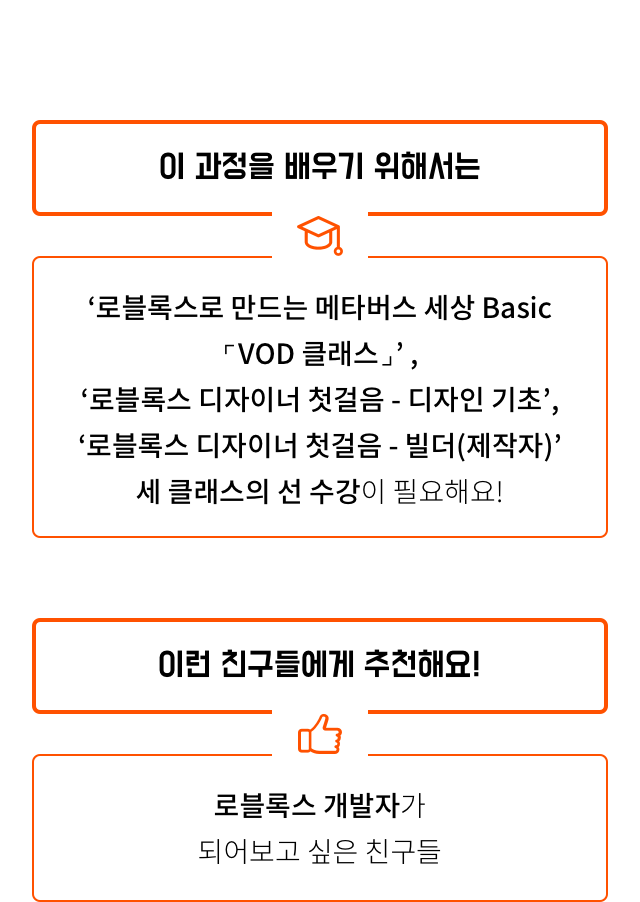 이 과정을 배우기 위해서는
‘로블록스로 만드는 메타버스 세상 Basic
「VOD 클래스」’ ,
‘로블록스 디자이너 첫걸음 - 디자인 기초’,
‘로블록스 디자이너 첫걸음 - 빌더(제작자)’
세 클래스의 선 수강이 필요해요!
이런 친구들에게 추천해요!
로블록스 개발자가
되어보고 싶은 친구들